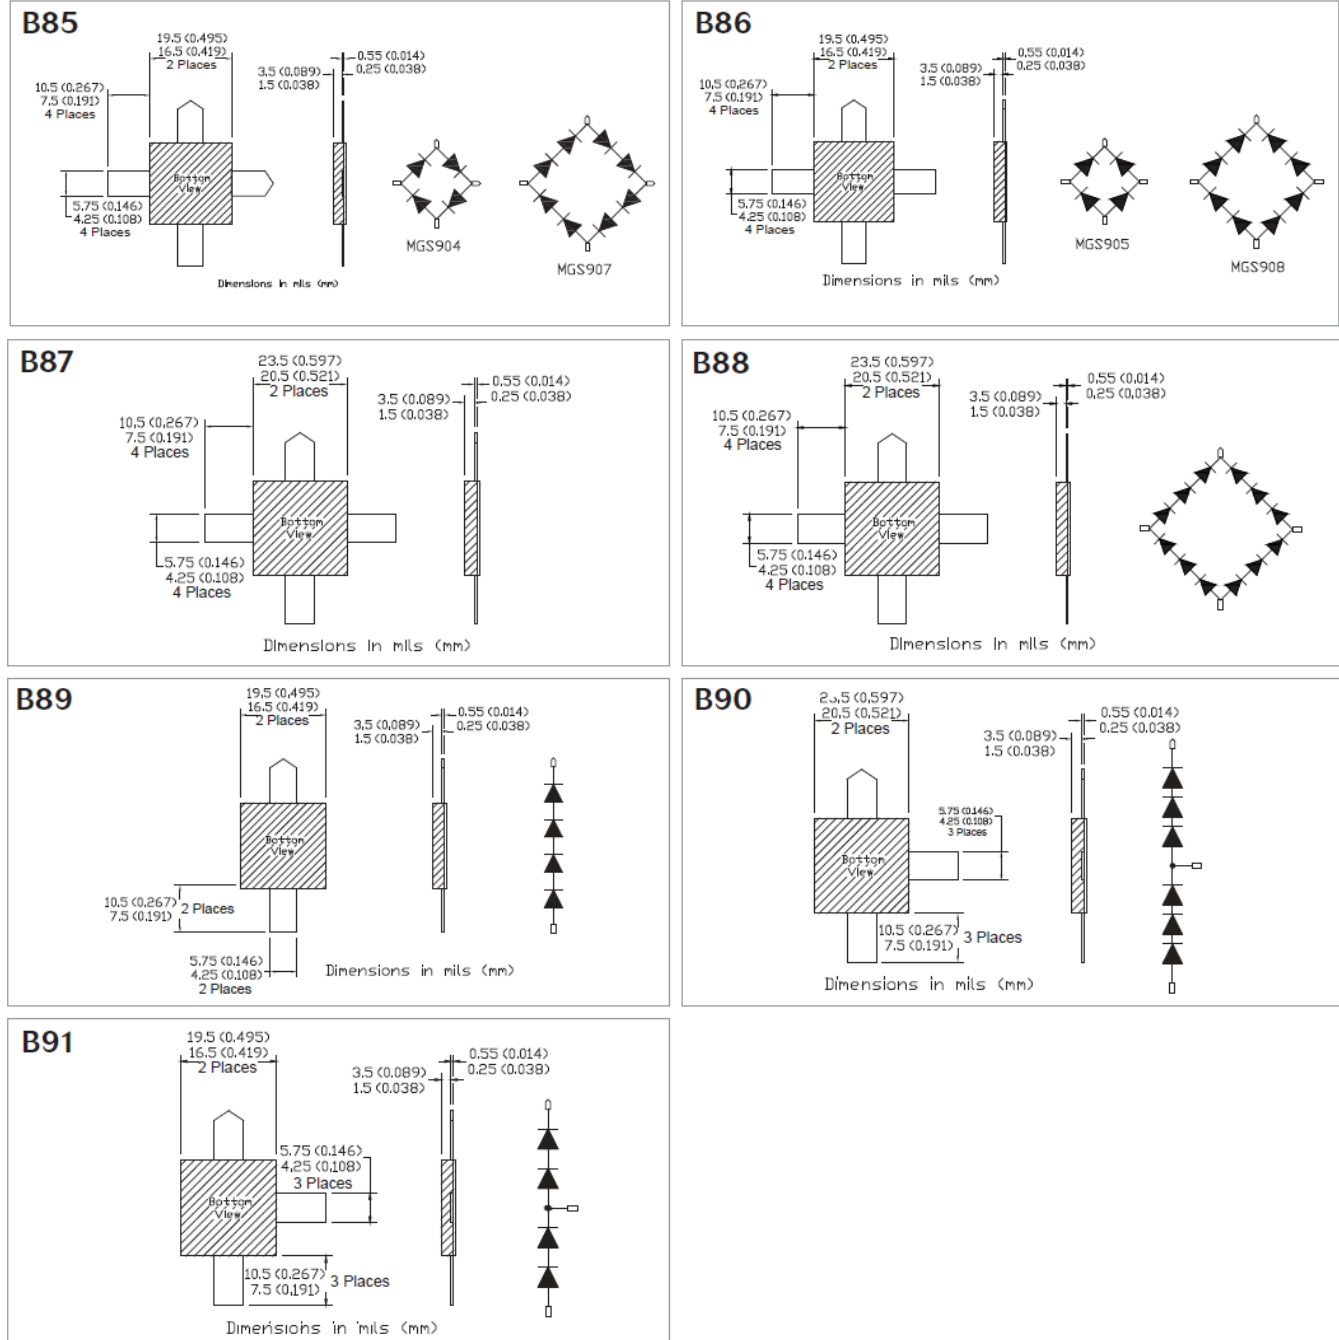 B85
19.5 (0.495)
16.5 (0.419)
2 Places
0.55 (0.014)
0.25 (0.038)
3.5 (0.089)
1.5 (0.038)
10.5 (0.267)
7.5 (0.191)
4 Places
Bottom
View
5.75 (0.146)
4.25 (0.108)
4 Places
MGS904
MGS907
Dimensions in mils (mm)
B86
19.5 (0.495)
16.5 (0.419)
2 Places
0.55 (0.014)
0.25 (0.038)
3.5 (0.089)
1.5 (0.038)
10.5 (0.267)
7.5 (0.191)
4 Places
Bottom
View
5.75 (0.146)
4.25 (0.108)
4 Places
MGS905
MGS908
Dimensions in mils (mm)
B87
23.5 (0.597)
20.5 (0.521)
2 Places
0.55 (0.014)
0.25 (0.038)
3.5 (0.089)
1.5 (0.038)
10.5 (0.267)
7.5 (0.191)
4 Places
Bottom
View
5.75 (0.146)
4.25 (0.108)
4 Places
Dimensions in mils (mm)
B88
23.5 (0.597)
20.5 (0.521)
2 Places
0.55 (0.014)
0.25 (0.038)
3.5 (0.089)
1.5 (0.038)
10.5 (0.267)
7.5 (0.191)
4 Places
Bottom
View
5.75 (0.146)
4.25 (0.108)
4 Places
Dimensions in mils (mm)
B89
19.5 (0.495)
16.5 (0.419)
2 Places
0.55 (0.014)
0.25 (0.038)
3.5 (0.089)
1.5 (0.038)
Bottom
View
10.5 (0.267)
7.5 (0.191)
2 Places
5.75 (0.146)
4.25 (0.108)
2 Places
Dimensions in mils (mm)
B90
23.5 (0.597)
20.5 (0.521)
2 Places
0.55 (0.014)
0.25 (0.038)
3.5 (0.089)
1.5 (0.038)
5.75 (0.146)
4.25 (0.108)
3 Places
Bottom
View
10.5 (0.267)
7.5 (0.191)
3 Places
Dimensions in mils (mm)
B91
19.5 (0.495)
16.5 (0.419)
2 Places
0.55 (0.014)
0.25 (0.038)
3.5 (0.089)
1.5 (0.038)
5.75 (0.146)
4.25 (0.108)
3 Places
Bottom
View
10.5 (0.267)
7.5 (0.191)
3 Places
Dimensions in mils (mm)